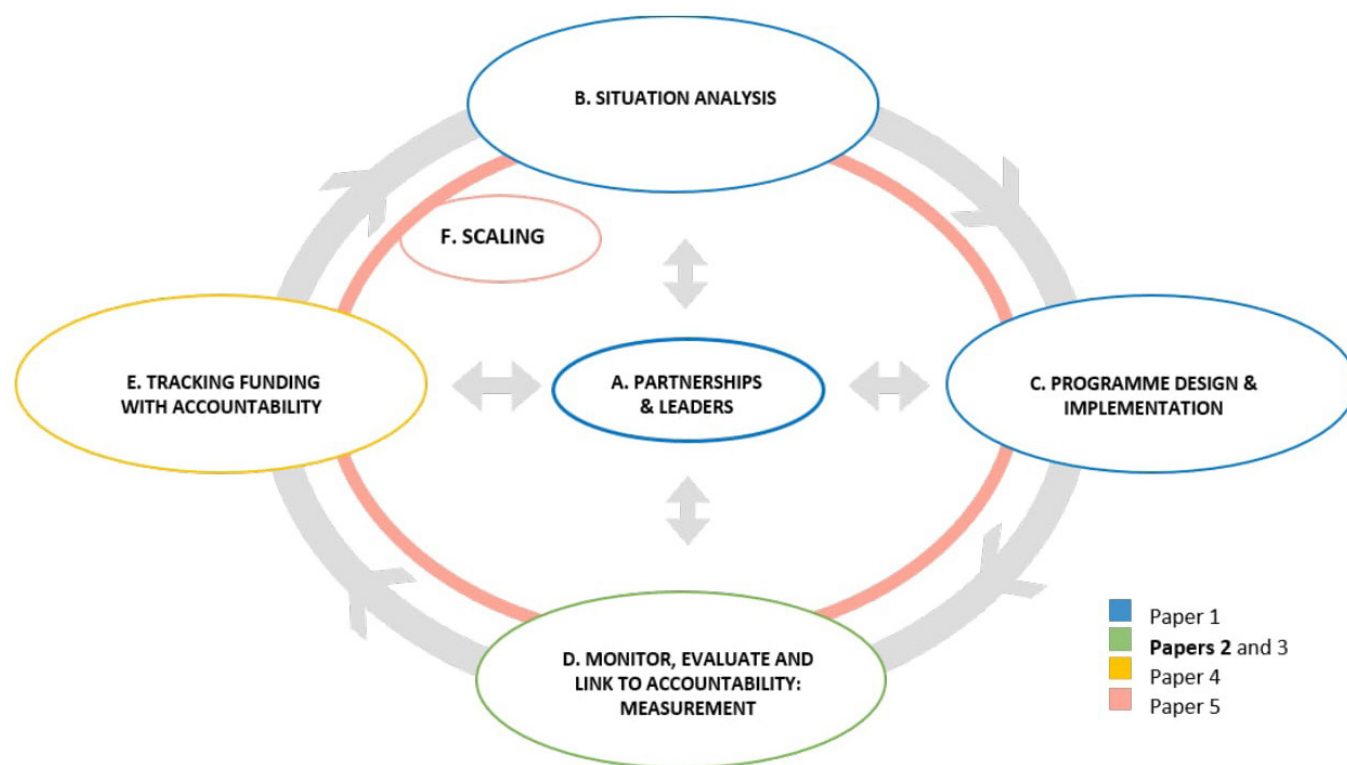 B. SITUATION ANALYSIS
F. SCALING
E. TRACKING FUNDING
WITH ACCOUNTABILITY
A. PARTNERSHIPS
& LEADERS
C. PROGRAMME DESIGN &
IMPLEMENTATION
D. MONITOR, EVALUATE AND
LINK TO ACCOUNTABILITY:
MEASUREMENT
Paper 1
Papers 2 and 3
Paper 4
Paper 5